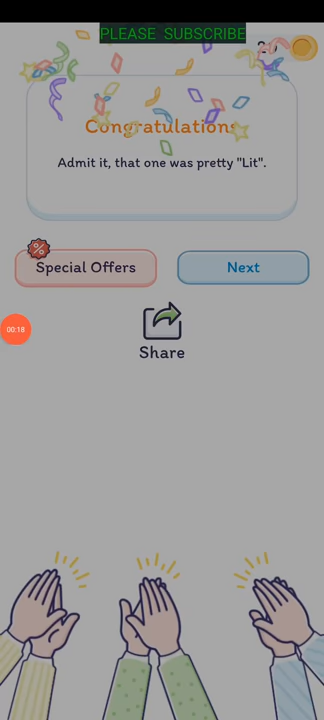 PLEASE SUBSCRIBE
Congratulations
Admit it, that one was pretty "Lit".
%
Special Offers
Next
00:18
Share